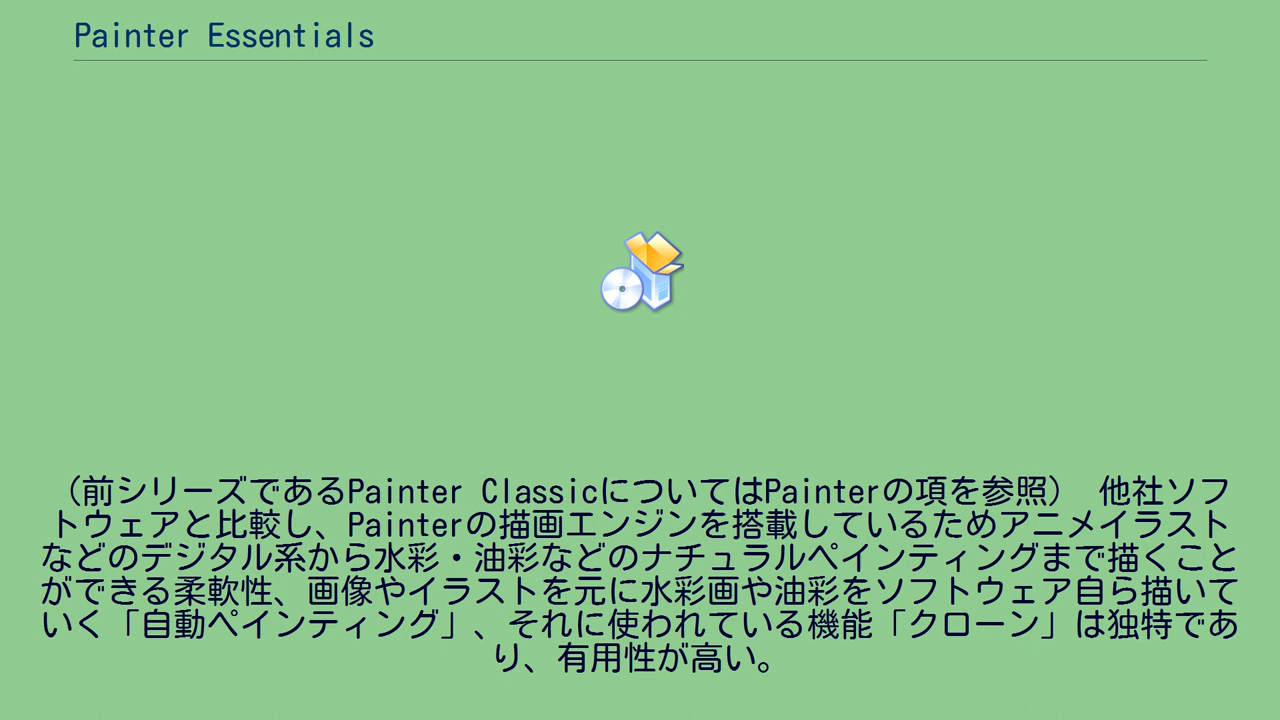 Painter Essentials
（前シリーズであるPainter ClassicについてはPainterの項を参照） 他社ソフ
トウェアと比較し、Painterの描画エンジンを搭載しているためアニメイラスト
などのデジタル系から水彩・油彩などのナチュラルペインティングまで描くこと
ができる柔軟性、画像やイラストを元に水彩画や油彩をソフトウェア自ら描いて
いく「自動ペインティング」、それに使われている機能「クローン」は独特であ
り、有用性が高い。